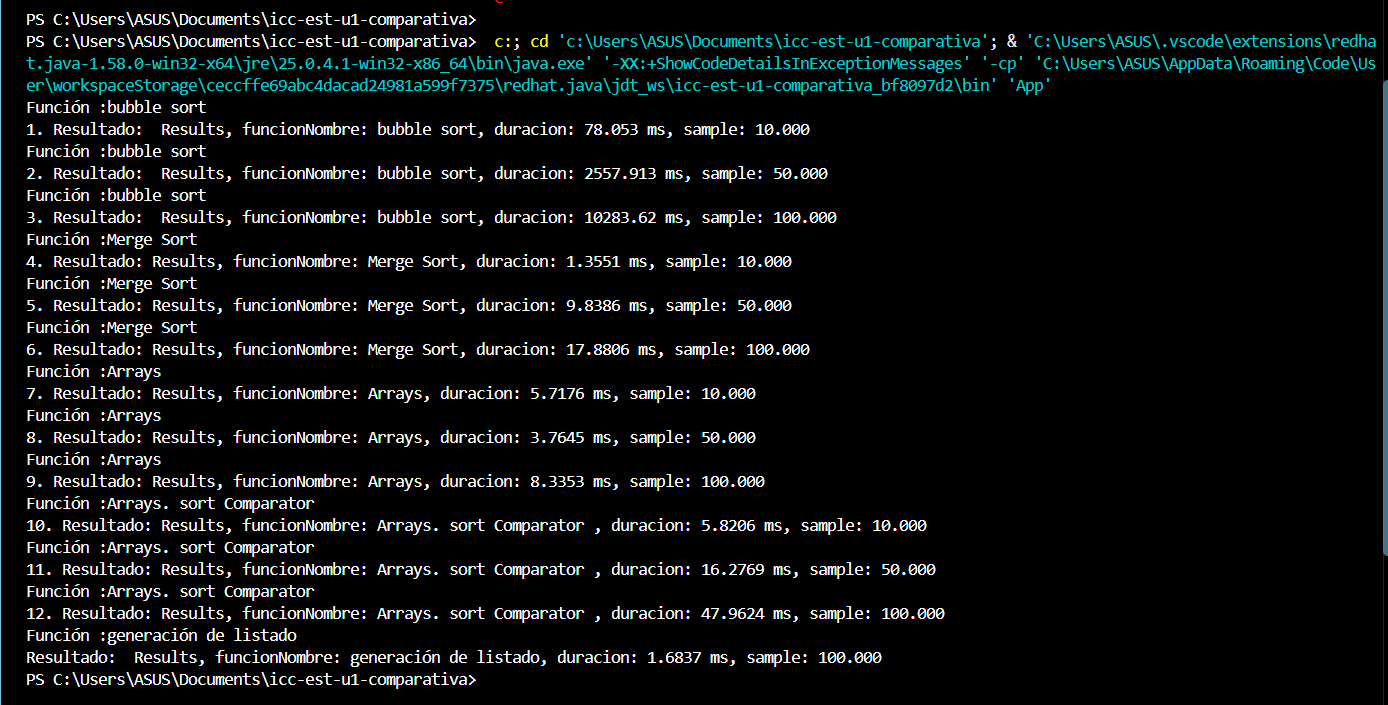 PS C:\Users\ASUS\Documents\icc-est-u1-comparativa>
PS C:\Users\ASUS\Documents\icc-est-u1-comparativa>  c:; cd 'c:\Users\ASUS\Documents\icc-est-u1-comparativa'; & 'C:\Users\ASUS\.vscode\extensions\redha
t.java-1.58.0-win32-x64\jre\25.0.4.1-win32-x86_64\bin\java.exe' '-XX:+ShowCodeDetailsInExceptionMessages' '-cp' 'C:\Users\ASUS\AppData\Roaming\Code\Us
er\workspaceStorage\ceccffe69abc4dacad24981a599f7375\redhat.java\jdt_ws\icc-est-u1-comparativa_bf8097d2\bin' 'App'
Función :bubble sort
1. Resultado:  Results, funcionNombre: bubble sort, duracion: 78.053 ms, sample: 10.000
Función :bubble sort
2. Resultado:  Results, funcionNombre: bubble sort, duracion: 2557.913 ms, sample: 50.000
Función :bubble sort
3. Resultado:  Results, funcionNombre: bubble sort, duracion: 10283.62 ms, sample: 100.000
Función :Merge Sort
4. Resultado: Results, funcionNombre: Merge Sort, duracion: 1.3551 ms, sample: 10.000
Función :Merge Sort
5. Resultado: Results, funcionNombre: Merge Sort, duracion: 9.8386 ms, sample: 50.000
Función :Merge Sort
6. Resultado: Results, funcionNombre: Merge Sort, duracion: 17.8806 ms, sample: 100.000
Función :Arrays
7. Resultado: Results, funcionNombre: Arrays, duracion: 5.7176 ms, sample: 10.000
Función :Arrays
8. Resultado: Results, funcionNombre: Arrays, duracion: 3.7645 ms, sample: 50.000
Función :Arrays
9. Resultado: Results, funcionNombre: Arrays, duracion: 8.3353 ms, sample: 100.000
Función :Arrays. sort Comparator
10. Resultado: Results, funcionNombre: Arrays. sort Comparator , duracion: 5.8206 ms, sample: 10.000
Función :Arrays. sort Comparator
11. Resultado: Results, funcionNombre: Arrays. sort Comparator , duracion: 16.2769 ms, sample: 50.000
Función :Arrays. sort Comparator
12. Resultado: Results, funcionNombre: Arrays. sort Comparator , duracion: 47.9624 ms, sample: 100.000
Función :generación de listado
Resultado:  Results, funcionNombre: generación de listado, duracion: 1.6837 ms, sample: 100.000
PS C:\Users\ASUS\Documents\icc-est-u1-comparativa>